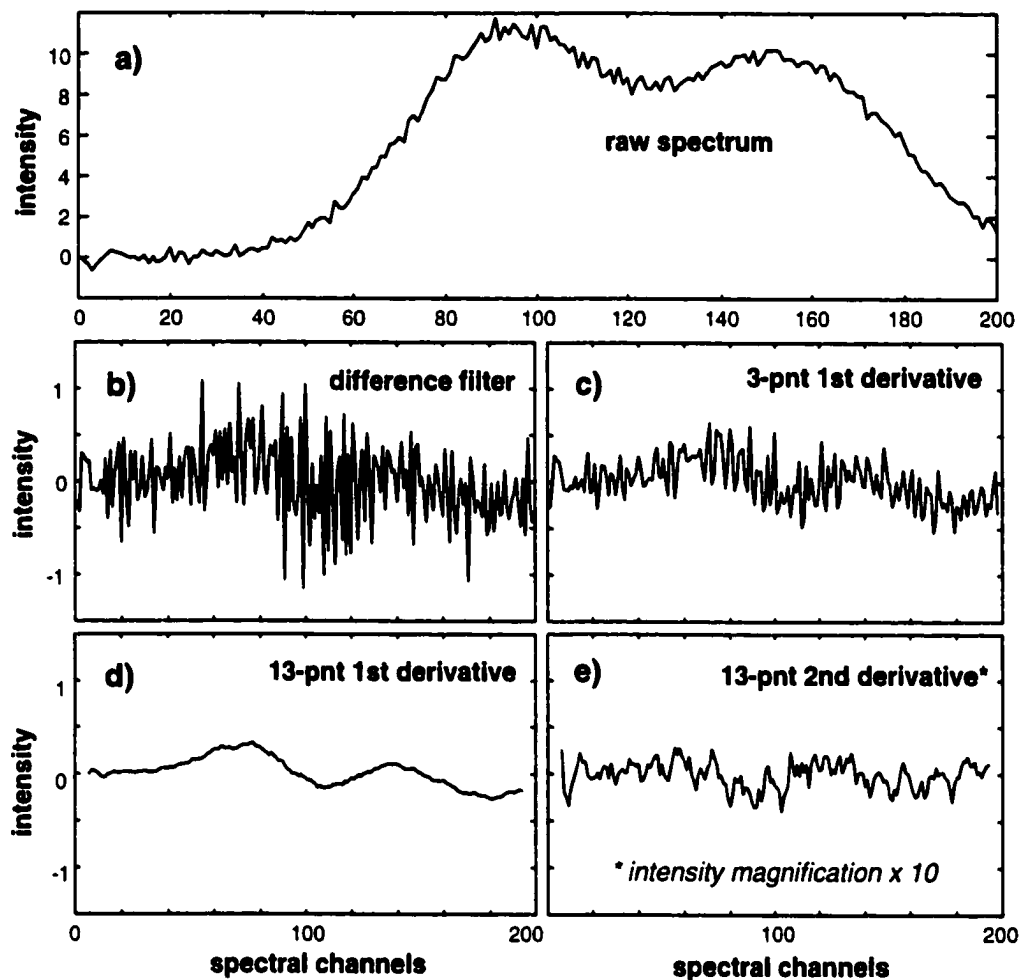 a)
raw spectrum
intensity
10
8
6
4
2
0
0 20 40 60 80 100 120 140 160 180 200
b) difference filter
intensity
1
0
-1
c) 3-pnt 1st derivative
d) 13-pnt 1st derivative
intensity
1
0
-1
0 100 200
spectral channels
e) 13-pnt 2nd derivative*
* intensity magnification x 10
100 200
spectral channels